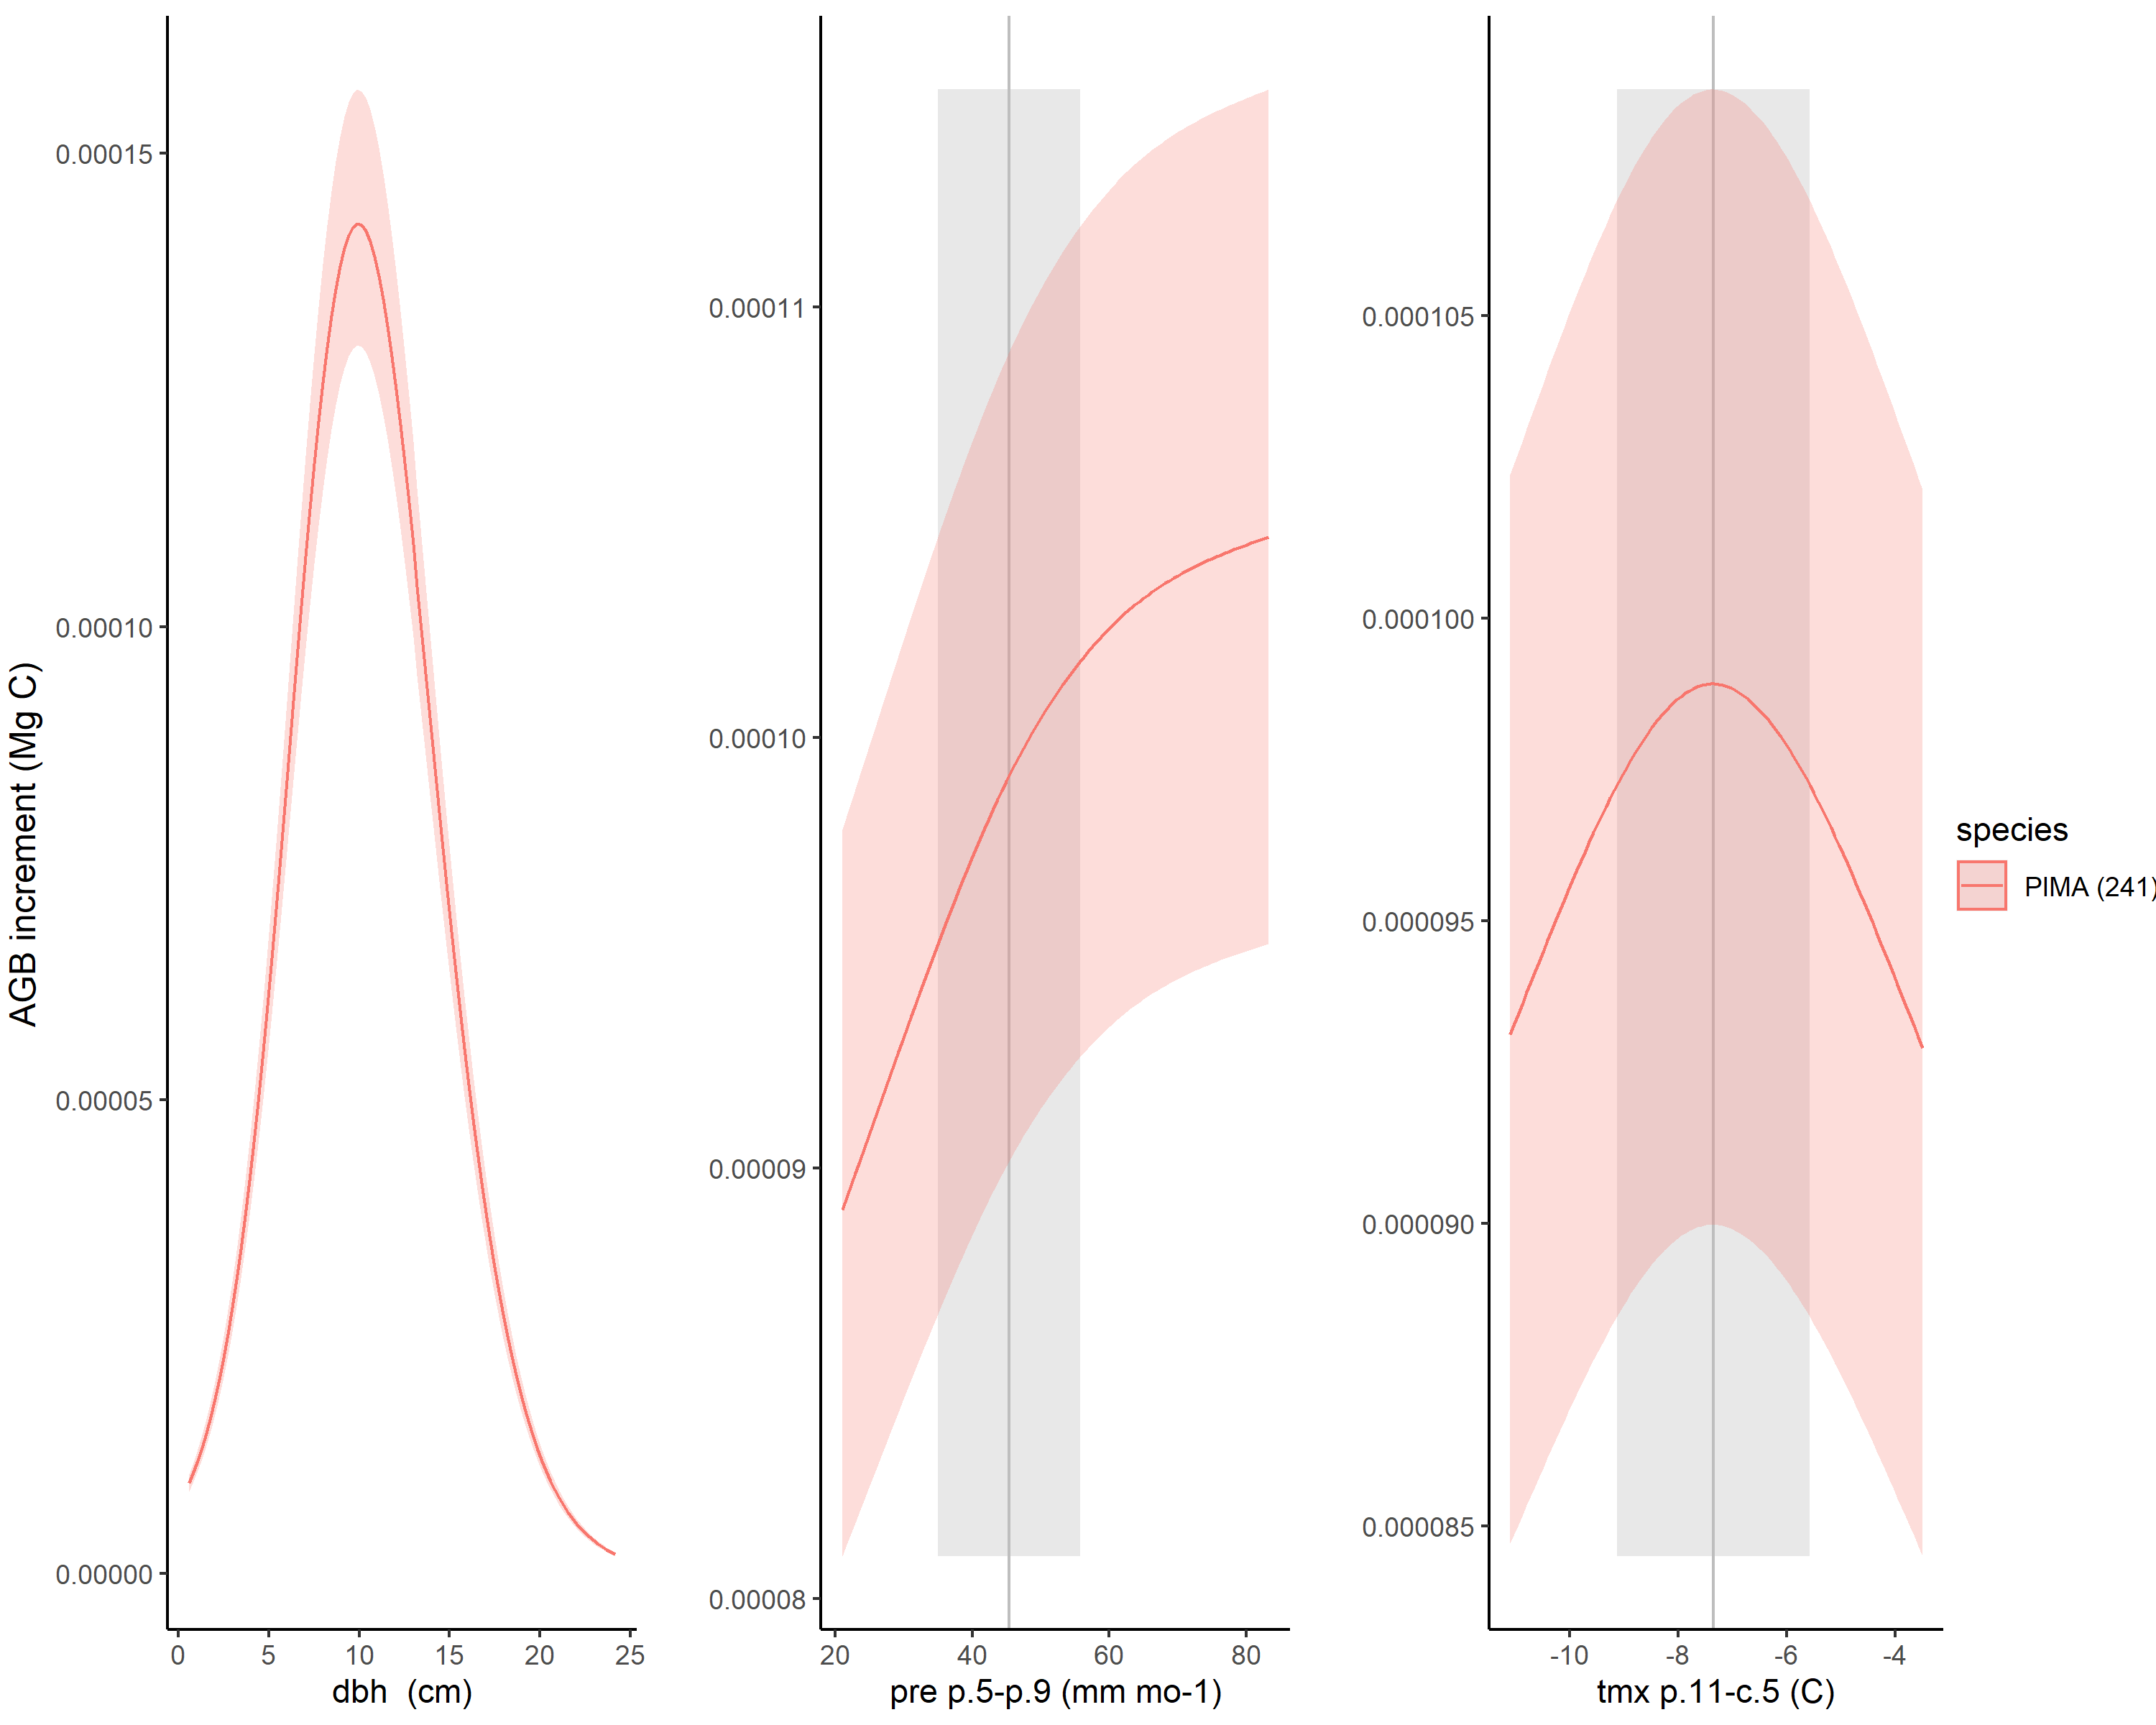 AGB increment (Mg C)
0.00015
0.00010
0.00005
0.00000
0 5 10 15 20 25
dbh (cm)
0.00011
0.00010
0.00009
0.00008
20 40 60 80
pre p.5-p.9 (mm mo-1)
0.000105
0.000100
0.000095
0.000090
0.000085
-10 -8 -6 -4
tmx p.11-c.5 (C)
species
PIMA (241)